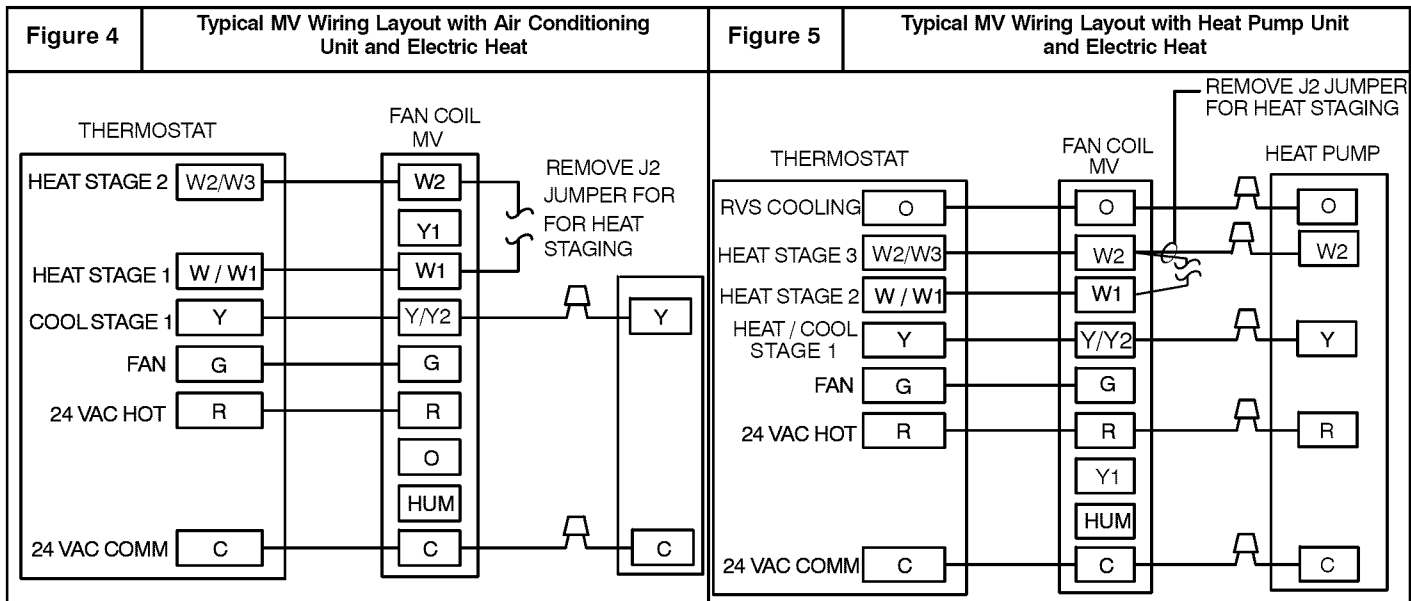 Figure 4
Typical MV Wiring Layout with Air Conditioning
Unit and Electric Heat
THERMOSTAT
FAN COIL
MV
HEAT STAGE 2 W2/W3 W2
REMOVE J2
JUMPER FOR
FOR HEAT
STAGING
Y1
HEAT STAGE 1 W / W1 W1
COOL STAGE 1 Y Y/Y2 Y
FAN G G
24 VAC HOT R R
O
HUM
24 VAC COMM C C C
Figure 5
Typical MV Wiring Layout with Heat Pump Unit
and Electric Heat
REMOVE J2 JUMPER
FOR HEAT STAGING
THERMOSTAT
FAN COIL
MV
HEAT PUMP
RVS COOLING O O O
HEAT STAGE 3 W2/W3 W2 W2
HEAT STAGE 2 W / W1 W1
HEAT / COOL
STAGE 1 Y Y/Y2 Y
FAN G G
24 VAC HOT R R R
Y1
HUM
24 VAC COMM C C C